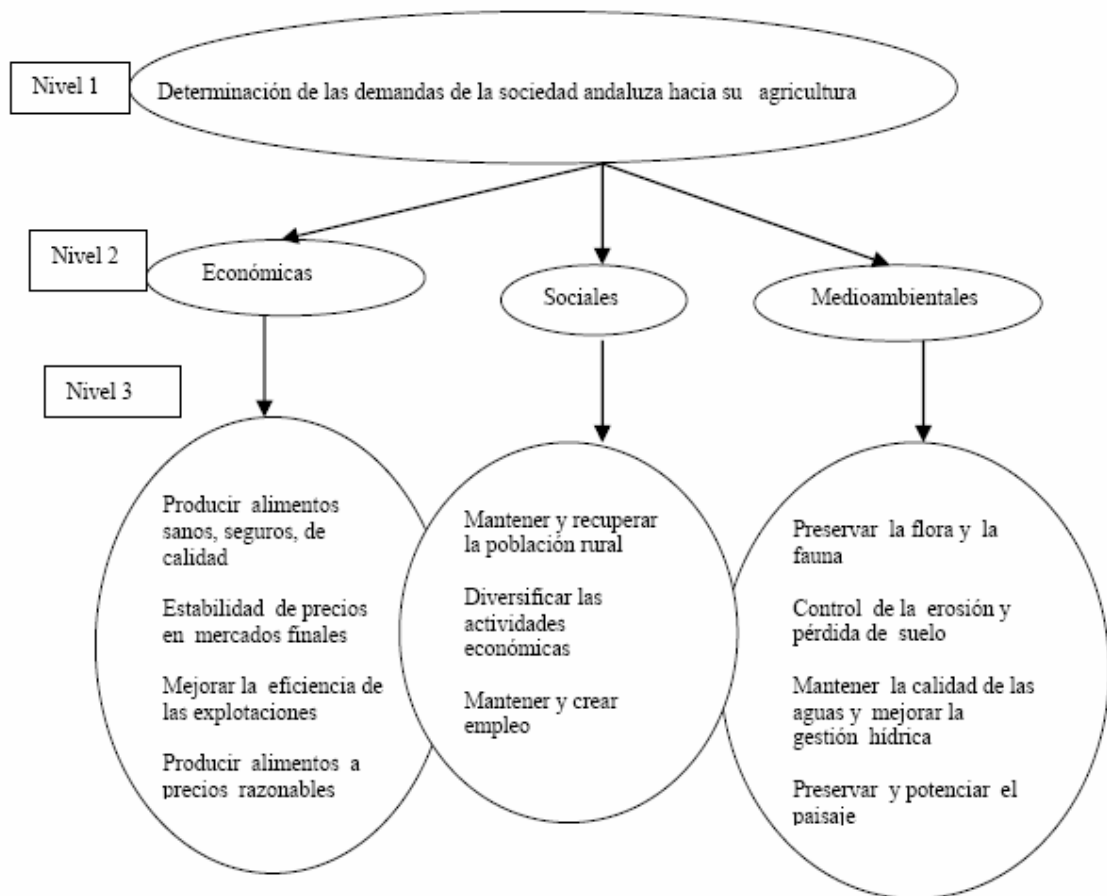 Nivel 1
Determinación de las demandas de la sociedad andaluza hacia su agricultura
Nivel 2
Económicas
Sociales
Medioambientales
Nivel 3
Producir alimentos
sanos, seguros, de
calidad
Estabilidad de precios
en mercados finales
Mejorar la eficiencia de
las explotaciones
Producir alimentos a
precios razonables
Mantener y recuperar
la población rural
Diversificar las
actividades
económicas
Mantener y crear
empleo
Preservar la flora y la
fauna
Control de la erosión y
pérdida de suelo
Mantener la calidad de las
aguas y mejorar la
gestión hídrica
Preservar y potenciar el
paisaje